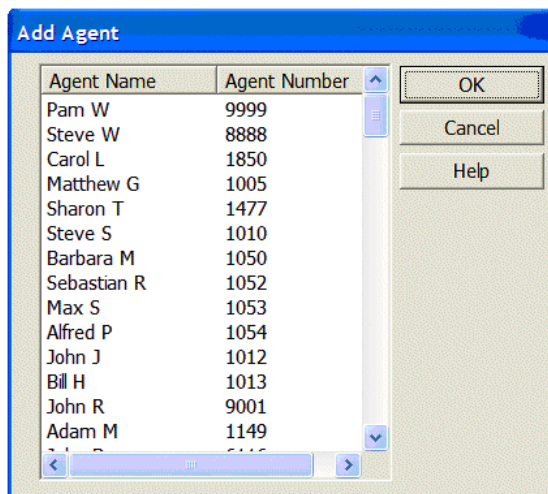 Add Agent
Agent Name Agent Number
OK
Cancel
Help
Pam W 9999
Steve W 8888
Carol L 1850
Matthew G 1005
Sharon T 1477
Steve S 1010
Barbara M 1050
Sebastian R 1052
Max S 1053
Alfred P 1054
John J 1012
Bill H 1013
John R 9001
Adam M 1149